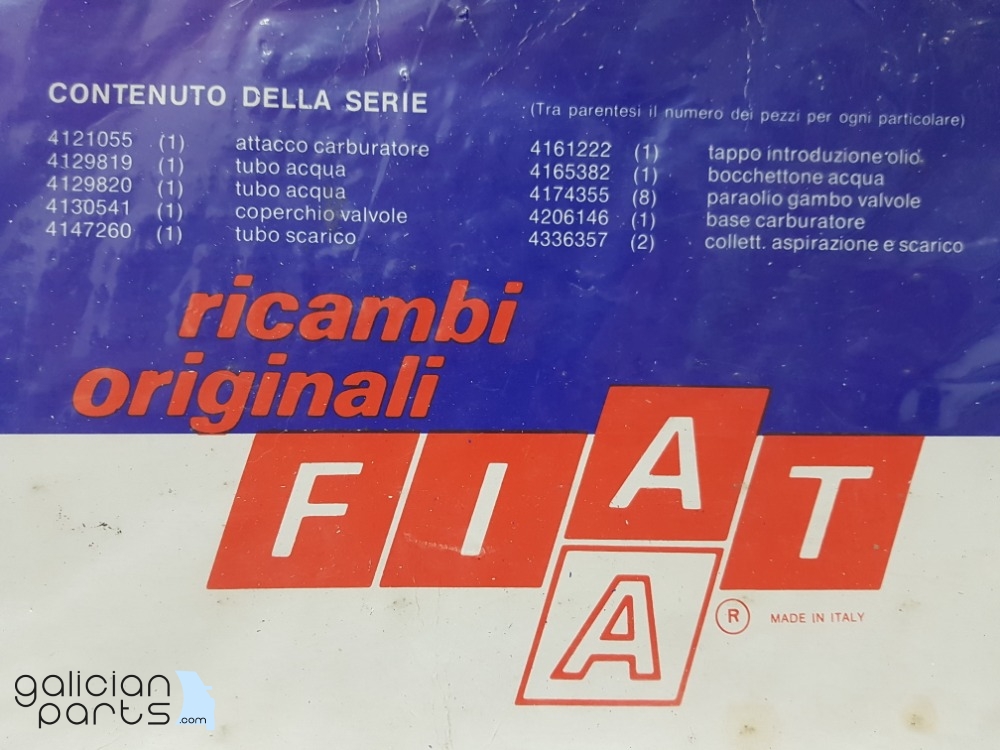 CONTENUTO DELLA SERIE
(Tra parentesi il numero dei pezzi per ogni particolare)
4121055 (1) attacco carburatore
4129819 (1) tubo acqua
4129820 (1) tubo acqua
4130541 (1) coperchio valvole
4147260 (1) tubo scarico
4161222 (1) tappo introduzione olio
4165382 (1) bocchettone acqua
4174355 (8) paraolio gambo valvole
4206146 (1) base carburatore
4336357 (2) collett. aspirazione e scarico
ricambi
originali
FIAT
A
R MADE IN ITALY
galician
parts.com